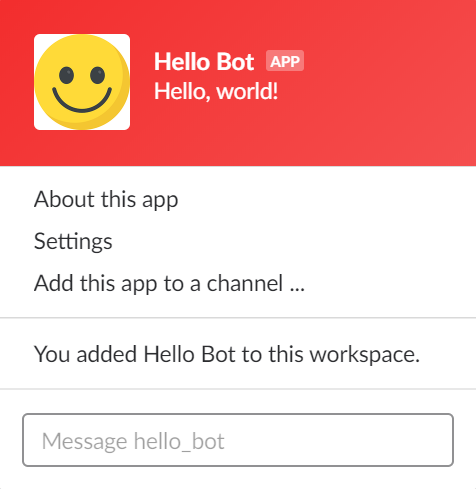 Hello Bot APP
Hello, world!
About this app
Settings
Add this app to a channel ...
You added Hello Bot to this workspace.
Message hello_bot